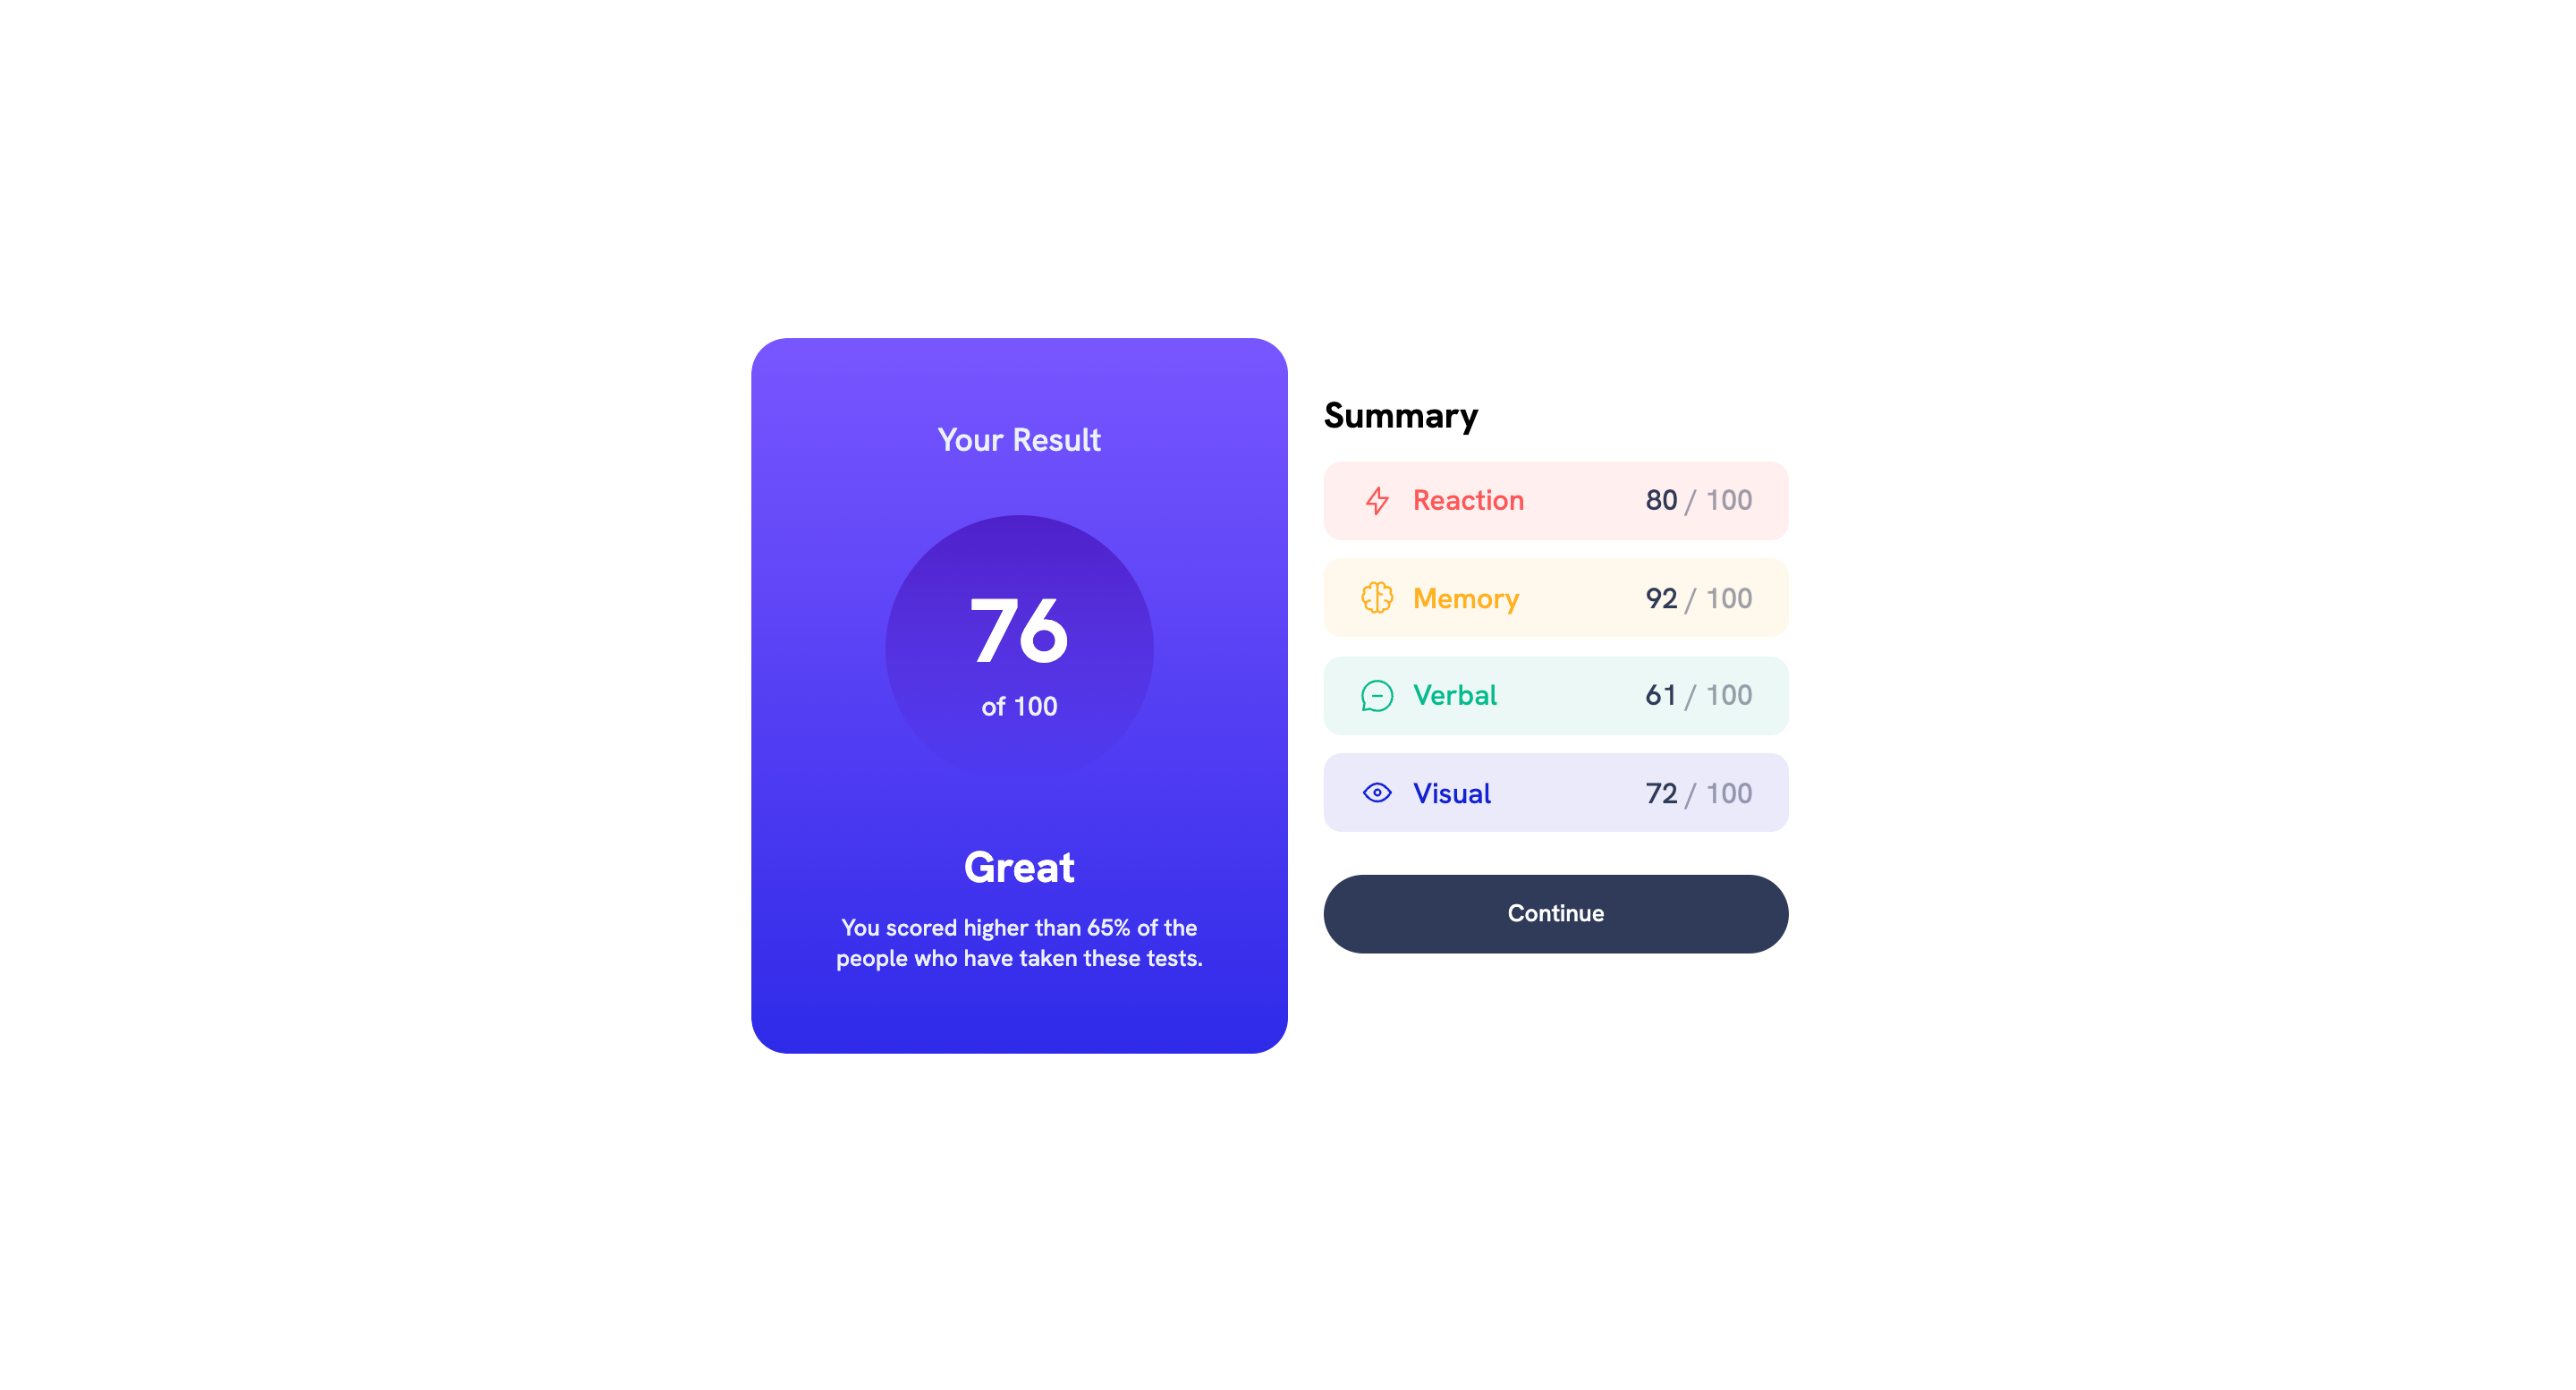 Your Result
76
of 100
Great
You scored higher than 65% of the
people who have taken these tests.
Summary
Reaction 80 / 100
Memory 92 / 100
Verbal 61 / 100
Visual 72 / 100
Continue